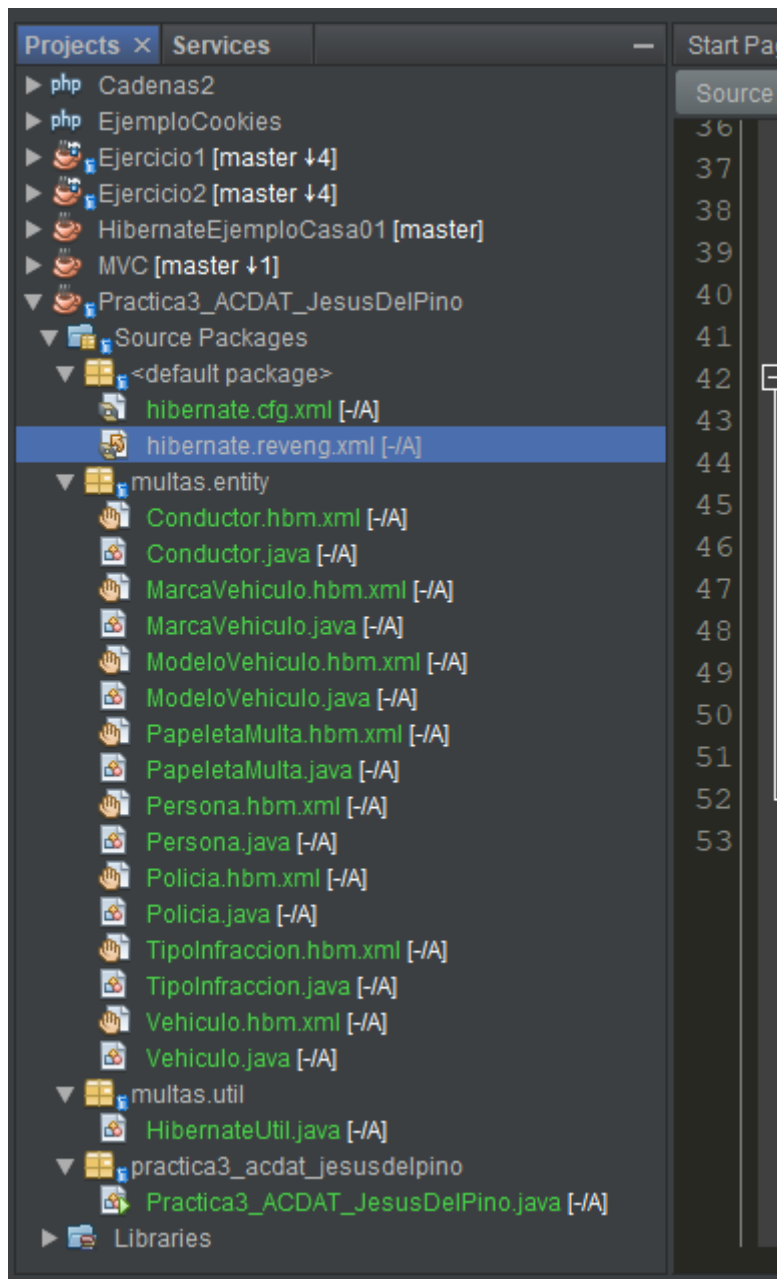 Projects × Services Start Pa
Source
php Cadenas2
php EjemploCookies
Ejercicio1 [master ↓4]
Ejercicio2 [master ↓4]
HibernateEjemploCasa01 [master]
MVC [master ↓1]
Practica3_ACDAT_JesusDelPino
Source Packages
<default package>
hibernate.cfg.xml [-/A]
hibernate.reveng.xml [-/A]
multas.entity
Conductor.hbm.xml [-/A]
Conductor.java [-/A]
MarcaVehiculo.hbm.xml [-/A]
MarcaVehiculo.java [-/A]
ModeloVehiculo.hbm.xml [-/A]
ModeloVehiculo.java [-/A]
PapeletaMulta.hbm.xml [-/A]
PapeletaMulta.java [-/A]
Persona.hbm.xml [-/A]
Persona.java [-/A]
Policia.hbm.xml [-/A]
Policia.java [-/A]
TipoInfraccion.hbm.xml [-/A]
TipoInfraccion.java [-/A]
Vehiculo.hbm.xml [-/A]
Vehiculo.java [-/A]
multas.util
HibernateUtil.java [-/A]
practica3_acdat_jesusdelpino
Practica3_ACDAT_JesusDelPino.java [-/A]
Libraries
36
37
38
39
40
41
42
43
44
45
46
47
48
49
50
51
52
53